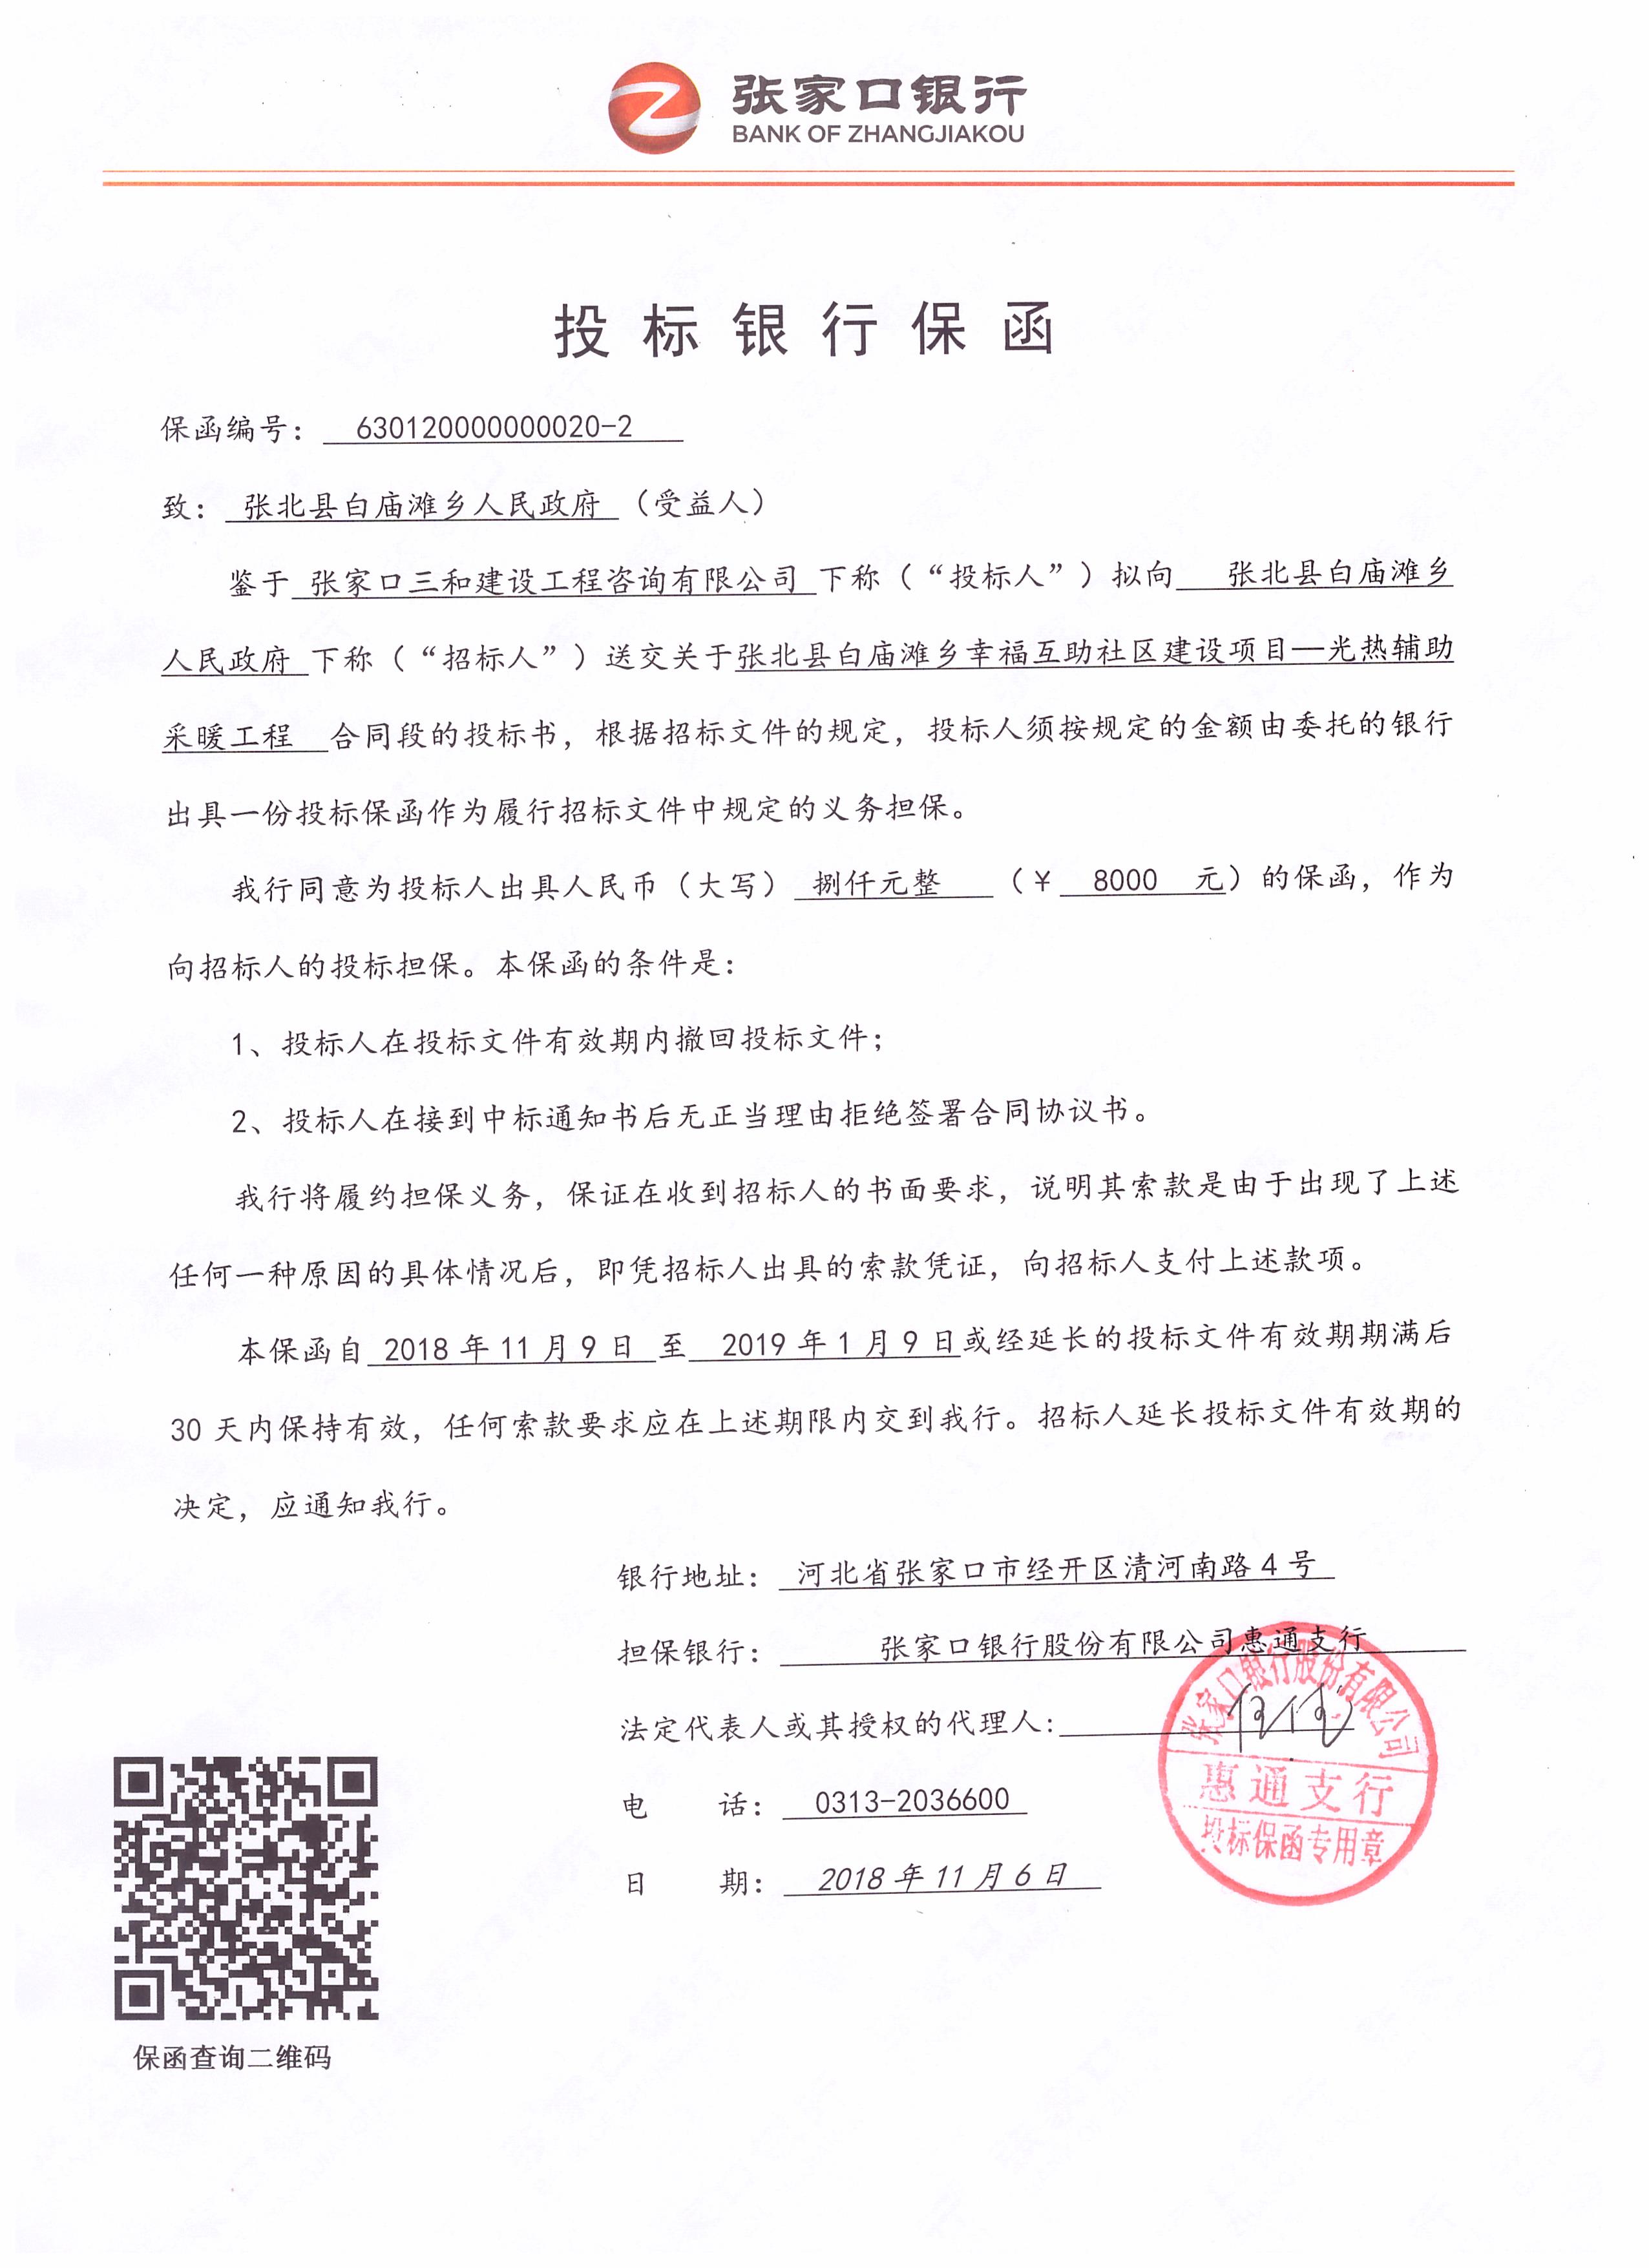 张家口银行
BANK OF ZHANGJIAKOU
投标银行保函
保函编号： 630120000000020-2
致： 张北县白庙滩乡人民政府 （受益人）
鉴于 张家口三和建设工程咨询有限公司 下称（“投标人”）拟向 张北县白庙滩乡
人民政府 下称（“招标人”）送交关于张北县白庙滩乡幸福互助社区建设项目—光热辅助
采暖工程 合同段的投标书，根据招标文件的规定，投标人须按规定的金额由委托的银行
出具一份投标保函作为履行招标文件中规定的义务担保。
我行同意为投标人出具人民币（大写） 捌仟元整 （￥ 8000 元）的保函，作为
向招标人的投标担保。本保函的条件是：
1、投标人在投标文件有效期内撤回投标文件；
2、投标人在接到中标通知书后无正当理由拒绝签署合同协议书。
我行将履约担保义务，保证在收到招标人的书面要求，说明其索款是由于出现了上述
任何一种原因的具体情况后，即凭招标人出具的索款凭证，向招标人支付上述款项。
本保函自 2018 年 11 月 9 日 至 2019 年 1 月 9 日或经延长的投标文件有效期期满后
30 天内保持有效，任何索款要求应在上述期限内交到我行。招标人延长投标文件有效期的
决定，应通知我行。
银行地址： 河北省张家口市经开区清河南路 4 号
担保银行： 张家口银行股份有限公司惠通支行
法定代表人或其授权的代理人:
张家口银行股份有限公司
惠通支行
投标保函专用章
电 话： 0313-2036600
日 期： 2018 年 11 月 6 日
保函查询二维码